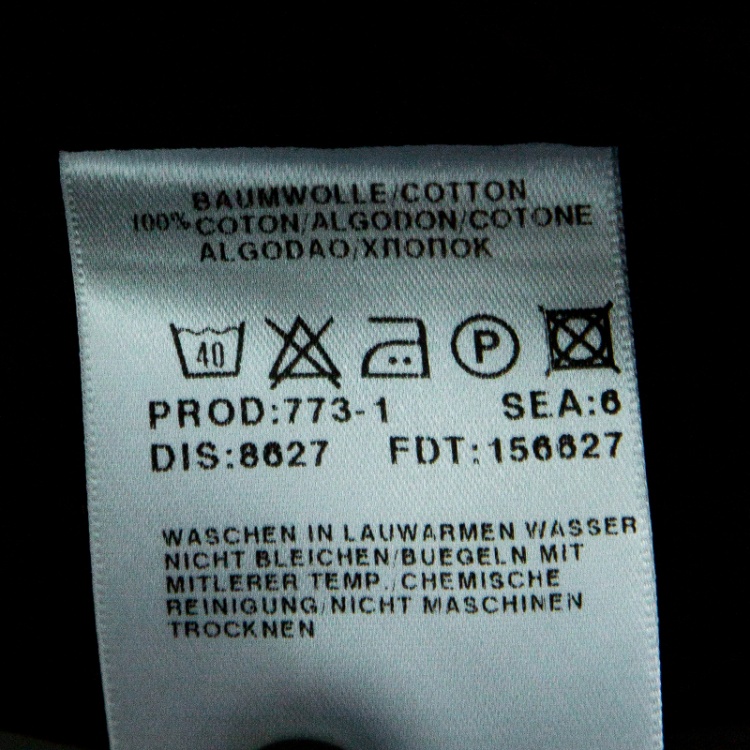 BAUMWOLLE/COTTON
100% COTON/ALGODON/COTONE
ALGODAO/ХЛОПОК
40 P
PROD:773-1 SEA:6
DIS:8627 FDT:156627
WASCHEN IN LAUWARMEN WASSER
NICHT BLEICHEN/BUEGELN MIT
MITLERER TEMP./CHEMISCHE
REINIGUNG/NICHT MASCHINEN
TROCKNEN